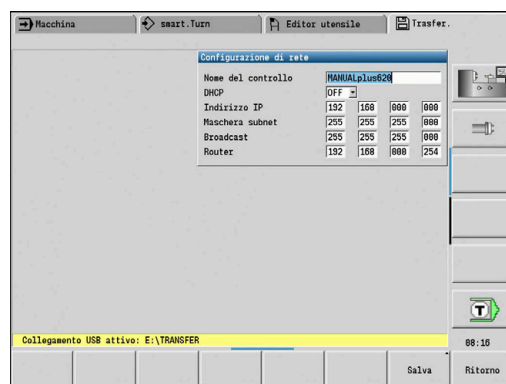 Macchina smart.Turn Editor utensile Trasfer.
Configurazione di rete
Nome del controllo MANUALplus620
DHCP OFF
Indirizzo IP 192 168 000 000
Maschera subnet 255 255 255 000
Broadcast 255 255 255 000
Router 192 168 000 254
T
Collegamento USB attivo: E:\TRANSFER
08:16
Salva Ritorno